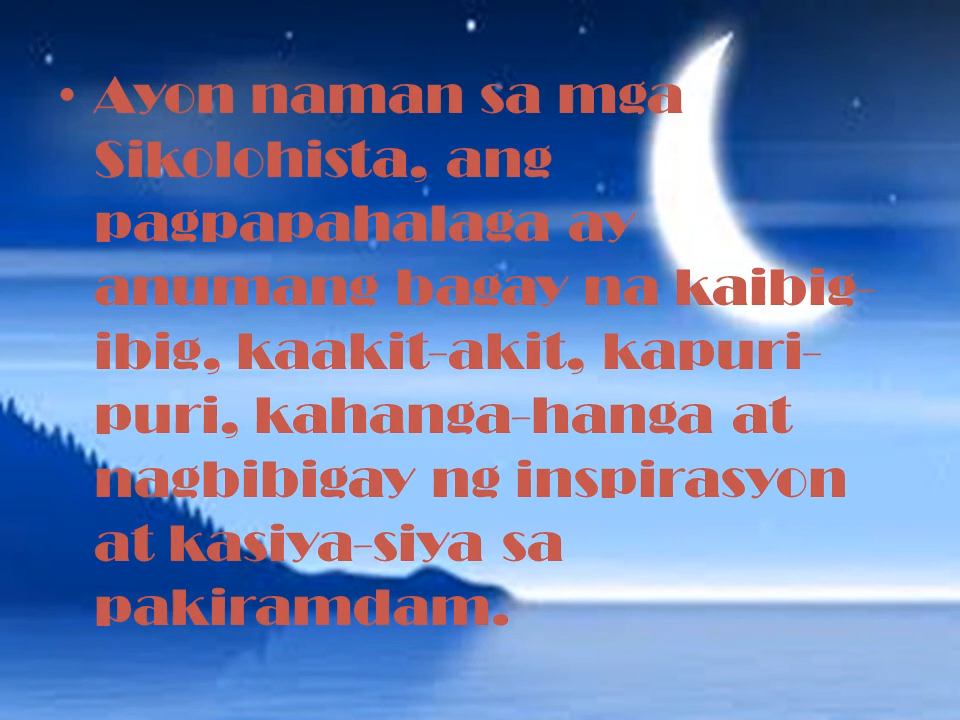 • Ayon naman sa mga
Sikolohista, ang
pagpapahalaga ay
anumang bagay na kaibig-
ibig, kaakit-akit, kapuri-
puri, kahanga-hanga at
nagbibigay ng inspirasyon
at kasiya-siya sa
pakiramdam.